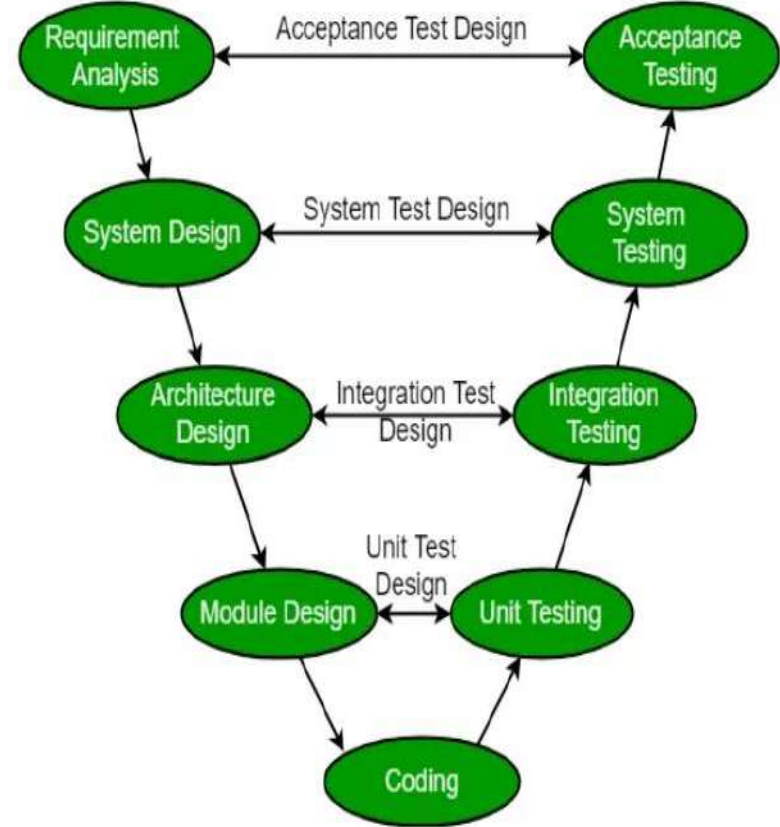 Requirement
Analysis
Acceptance Test Design
Acceptance
Testing
System Design
System Test Design
System
Testing
Architecture
Design
Integration Test
Design
Integration
Testing
Module Design
Unit Test
Design
Unit Testing
Coding